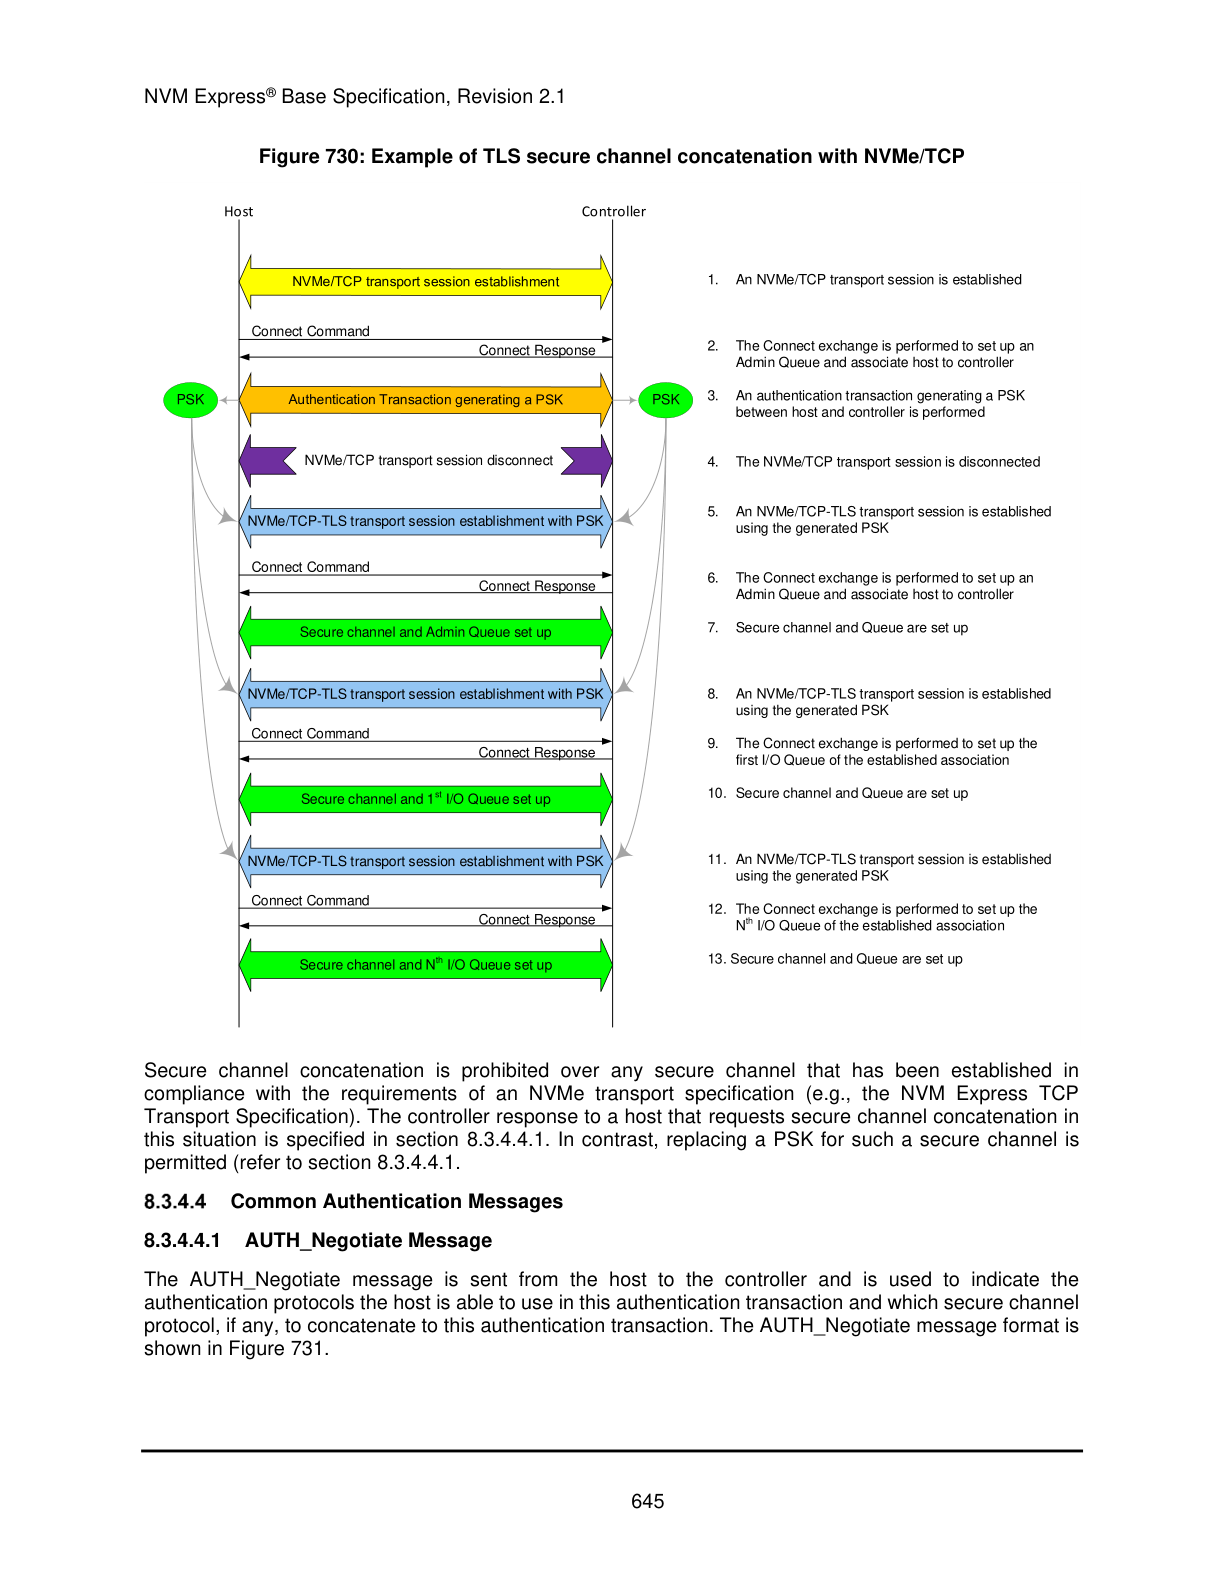 NVM Express® Base Specification, Revision 2.1
Figure 730: Example of TLS secure channel concatenation with NVMe/TCP
Host
Controller
NVMe/TCP transport session establishment
1. An NVMe/TCP transport session is established
Connect Command
Connect Response
2. The Connect exchange is performed to set up an
Admin Queue and associate host to controller
PSK
Authentication Transaction generating a PSK
PSK
3. An authentication transaction generating a PSK
between host and controller is performed
NVMe/TCP transport session disconnect
4. The NVMe/TCP transport session is disconnected
NVMe/TCP-TLS transport session establishment with PSK
5. An NVMe/TCP-TLS transport session is established
using the generated PSK
Connect Command
Connect Response
6. The Connect exchange is performed to set up an
Admin Queue and associate host to controller
Secure channel and Admin Queue set up
7. Secure channel and Queue are set up
NVMe/TCP-TLS transport session establishment with PSK
8. An NVMe/TCP-TLS transport session is established
using the generated PSK
Connect Command
Connect Response
9. The Connect exchange is performed to set up the
first I/O Queue of the established association
Secure channel and 1st I/O Queue set up
10. Secure channel and Queue are set up
NVMe/TCP-TLS transport session establishment with PSK
11. An NVMe/TCP-TLS transport session is established
using the generated PSK
Connect Command
Connect Response
12. The Connect exchange is performed to set up the
Nth I/O Queue of the established association
Secure channel and Nth I/O Queue set up
13. Secure channel and Queue are set up
Secure channel concatenation is prohibited over any secure channel that has been established in
compliance with the requirements of an NVMe transport specification (e.g., the NVM Express TCP
Transport Specification). The controller response to a host that requests secure channel concatenation in
this situation is specified in section 8.3.4.4.1. In contrast, replacing a PSK for such a secure channel is
permitted (refer to section 8.3.4.4.1.
8.3.4.4 Common Authentication Messages
8.3.4.4.1 AUTH_Negotiate Message
The AUTH_Negotiate message is sent from the host to the controller and is used to indicate the
authentication protocols the host is able to use in this authentication transaction and which secure channel
protocol, if any, to concatenate to this authentication transaction. The AUTH_Negotiate message format is
shown in Figure 731.
645